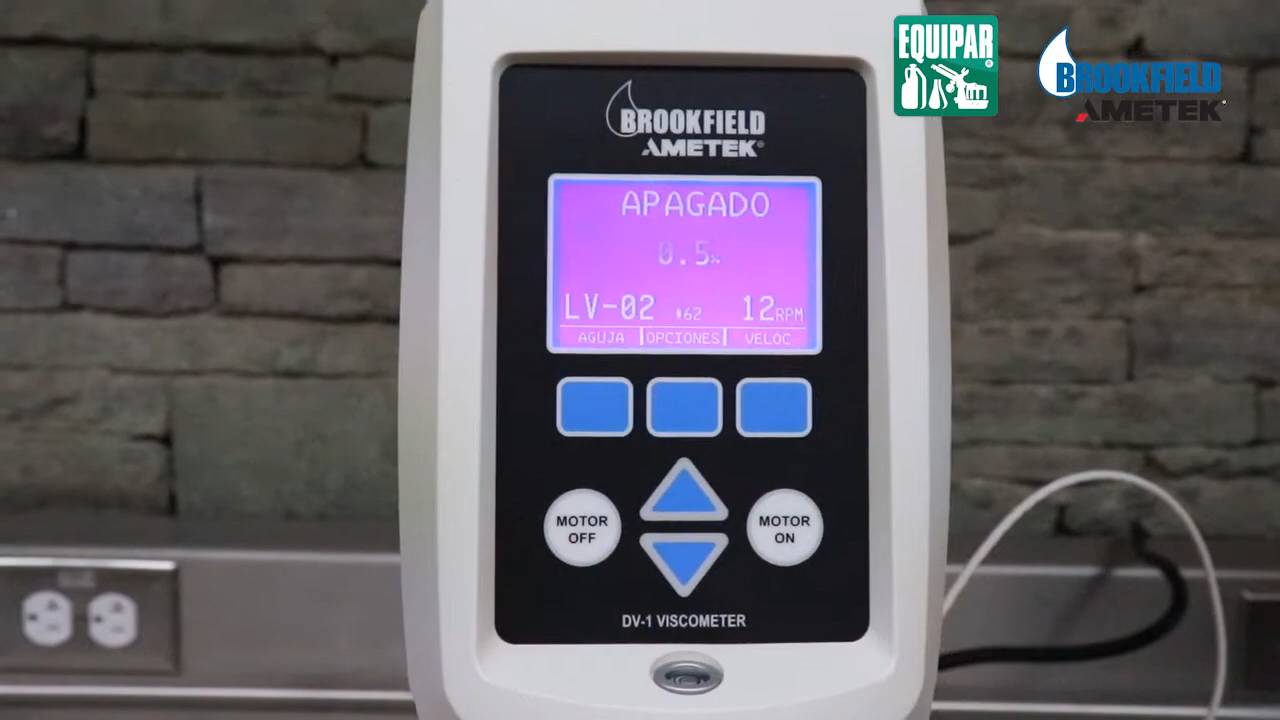 EQUIPAR®
BROOKFIELD
AMETEK®
BROOKFIELD
AMETEK®
APAGADO
0.5%
LV-02 #62 12RPM
AGUJA OPCIONES VELOC
MOTOR OFF
MOTOR ON
DV-1 VISCOMETER